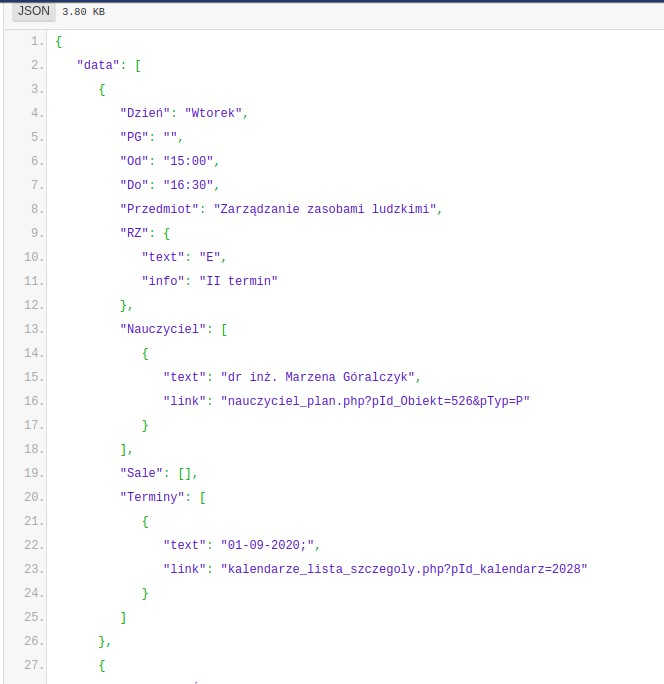 JSON 3.80 KB
1. {
2. "data": [
3. {
4. "Dzień": "Wtorek",
5. "PG": "",
6. "Od": "15:00",
7. "Do": "16:30",
8. "Przedmiot": "Zarządzanie zasobami ludzkimi",
9. "RZ": {
10. "text": "E",
11. "info": "II termin"
12. },
13. "Nauczyciel": [
14. {
15. "text": "dr inż. Marzena Góralczyk",
16. "link": "nauczyciel_plan.php?pId_Obiekt=526&pTyp=P"
17. }
18. ],
19. "Sale": [],
20. "Terminy": [
21. {
22. "text": "01-09-2020;",
23. "link": "kalendarze_lista_szczegoly.php?pId_kalendarz=2028"
24. }
25. ]
26. },
27. {